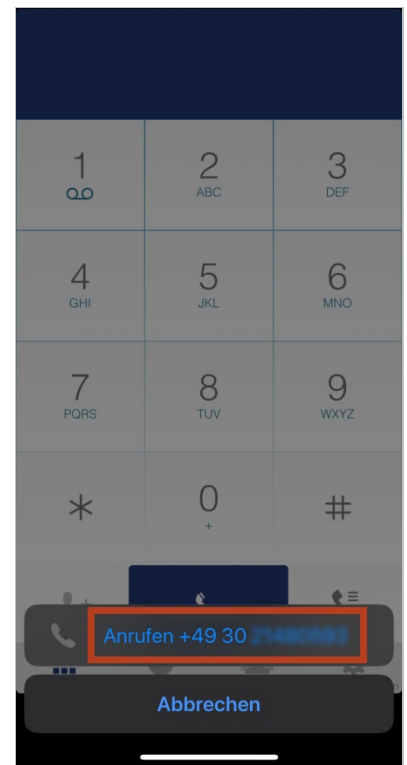 1 2 3
ABC DEF
4 5 6
GHI JKL MNO
7 8 9
PQRS TUV WXYZ
* 0 #
+
+
Anrufen +49 30
Abbrechen